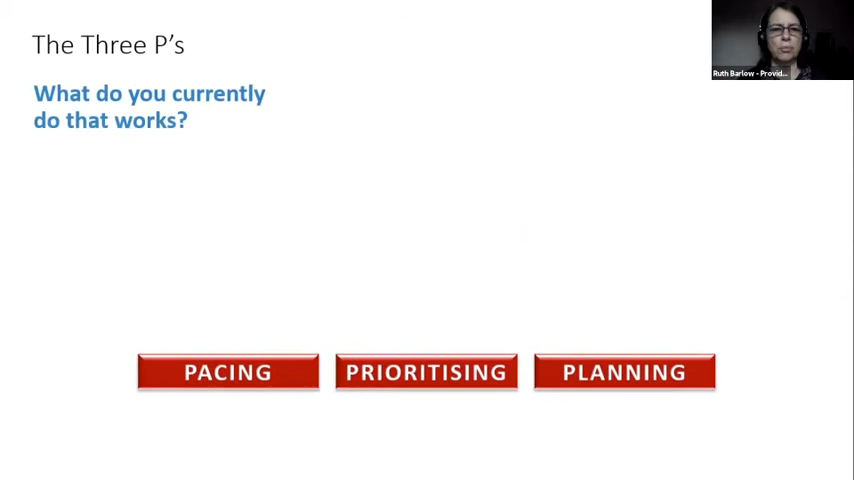 The Three P’s
What do you currently
do that works?
Ruth Barlow - Provid...
PACING
PRIORITISING
PLANNING